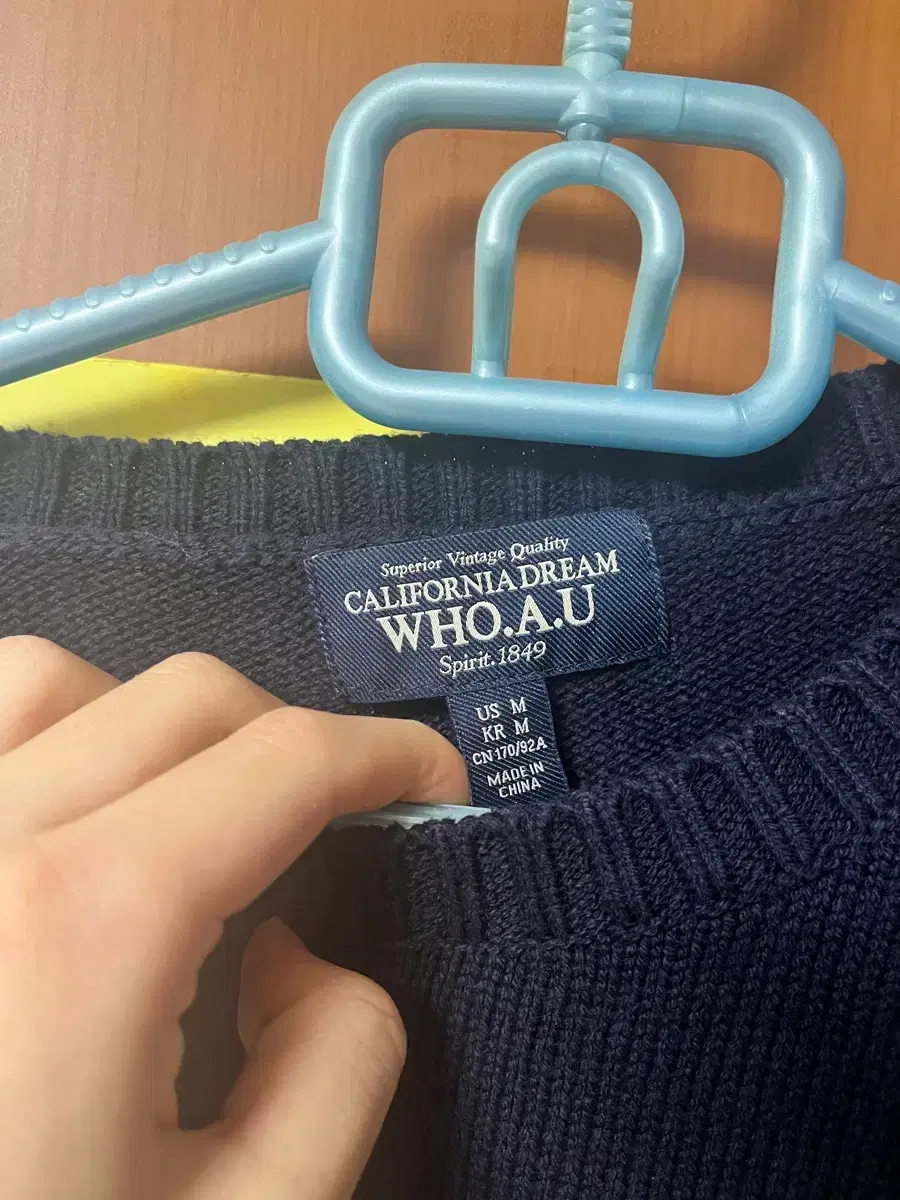 Superior Vintage Quality
CALIFORNIA DREAM
WHO.A.U
Spirit.1849
US M
KR M
CN 170/92A
MADE IN
CHINA